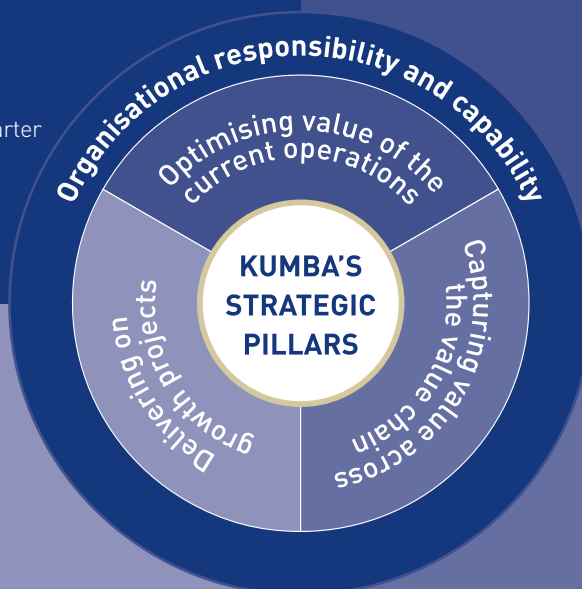 Organisational responsibility and capability
Optimising value of the
current operations
KUMBA'S
STRATEGIC
PILLARS
Capturing value across
the value chain
Delivering on
growth projects